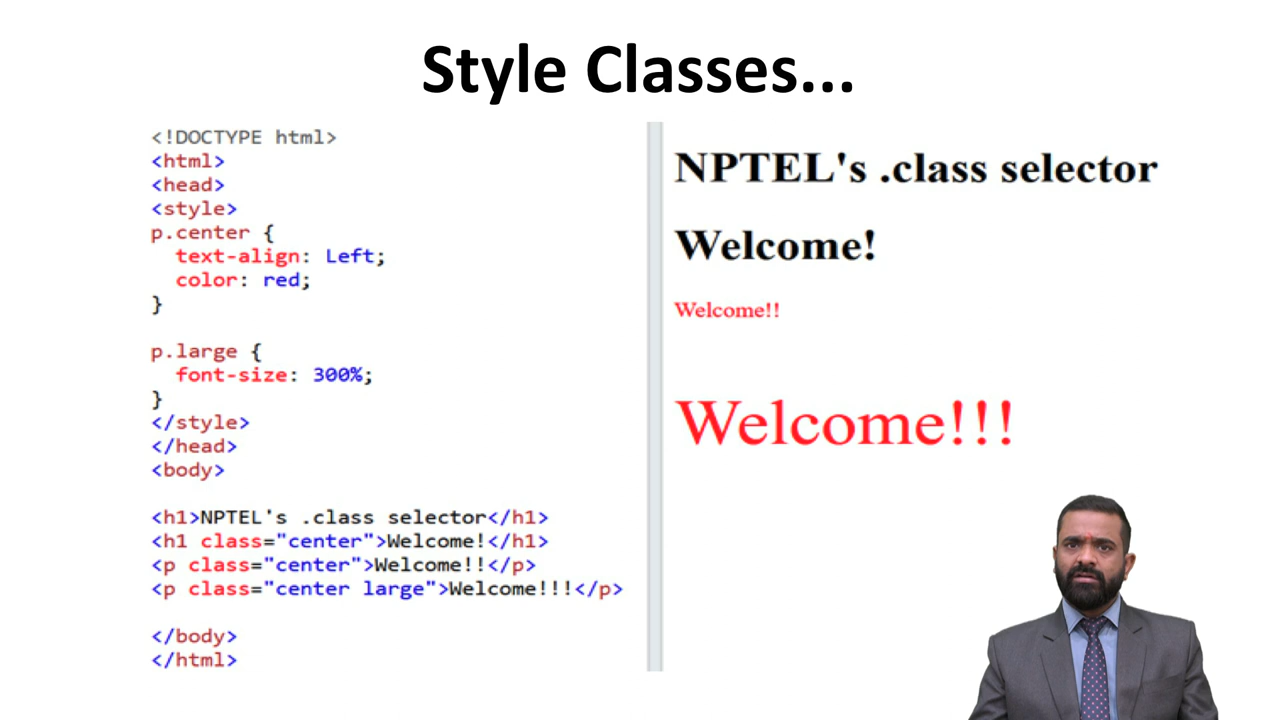 Style Classes...
<!DOCTYPE html>
<html>
<head>
<style>
p.center {
  text-align: Left;
  color: red;
}

p.large {
  font-size: 300%;
}
</style>
</head>
<body>

<h1>NPTEL's .class selector</h1>
<h1 class="center">Welcome!</h1>
<p class="center">Welcome!!</p>
<p class="center large">Welcome!!!</p>

</body>
</html>
NPTEL's .class selector
Welcome!
Welcome!!
Welcome!!!